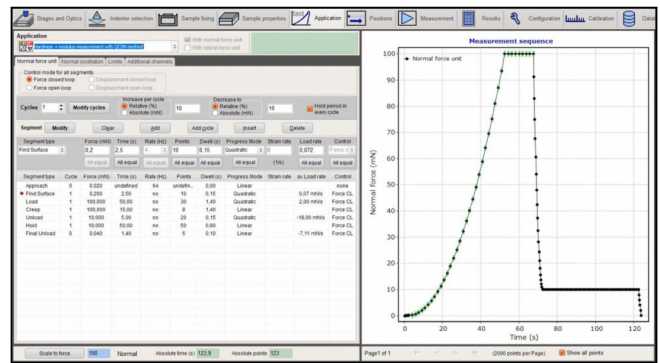 Stages and Optics Indenter selection Sample fixing Sample properties Fast Application Positions Measurement Results Configuration Calibration
Application
Hardness + modulus measurement with QCSM method
With normal force unit
With lateral force unit
Normal force unit Normal oscillation Limits Additional channels
Control mode for all segments
Force closed loop Displacement closed loop
Force open loop Displacement open loop
Cycles 1 Modify cycles
Increase per cycle
Relative (%) 10
Absolute (mN)
Decrease to
Relative (%) 10
Absolute (mN)
Hold period in every cycle
Segment Modify Clear Add Add cycle Insert Delete
Segment type Force (mN) Time (s) Rate (Hz) Points Dwell (s) Progress Mode Strain rate Load rate Control
Find Surface 0,2 2,5 4 10 0,15 Quadratic 0 0,072 Force CL
All equal All equal All equal All equal All equal All equal (1/s) All equal All equal
Segment type Cycle Force (mN) Time (s) Rate (Hz) Points Dwell (s) Progress Mode Strain rate av Load rate Control
Approach 0 0,020 undefined 64 undefin... 0,00 Linear none
Find Surface 1 0,200 2,50 no 10 0,15 Quadratic 0,07 mN/s Force CL
Load 1 100,000 50,00 no 30 1,40 Quadratic 2,00 mN/s Force CL
Creep 1 100,000 15,00 no 8 1,40 Linear Force CL
Unload 1 10,000 5,00 no 20 0,15 Quadratic -18,00 mN/s Force CL
Hold 1 10,000 50,00 no 50 0,80 Linear Force CL
Final Unload 0 0,040 1,40 no 5 0,10 Linear -7,11 mN/s Force CL
Scale to force 100 Normal Absolute time (s) 123,9 Absolute points 123
Measurement sequence
Normal force unit
Normal force (mN)
100
90
80
70
60
50
40
30
20
10
0
0 20 40 60 80 100 120
Time (s)
Page1 of 1 (2000 points per Page) Show all points